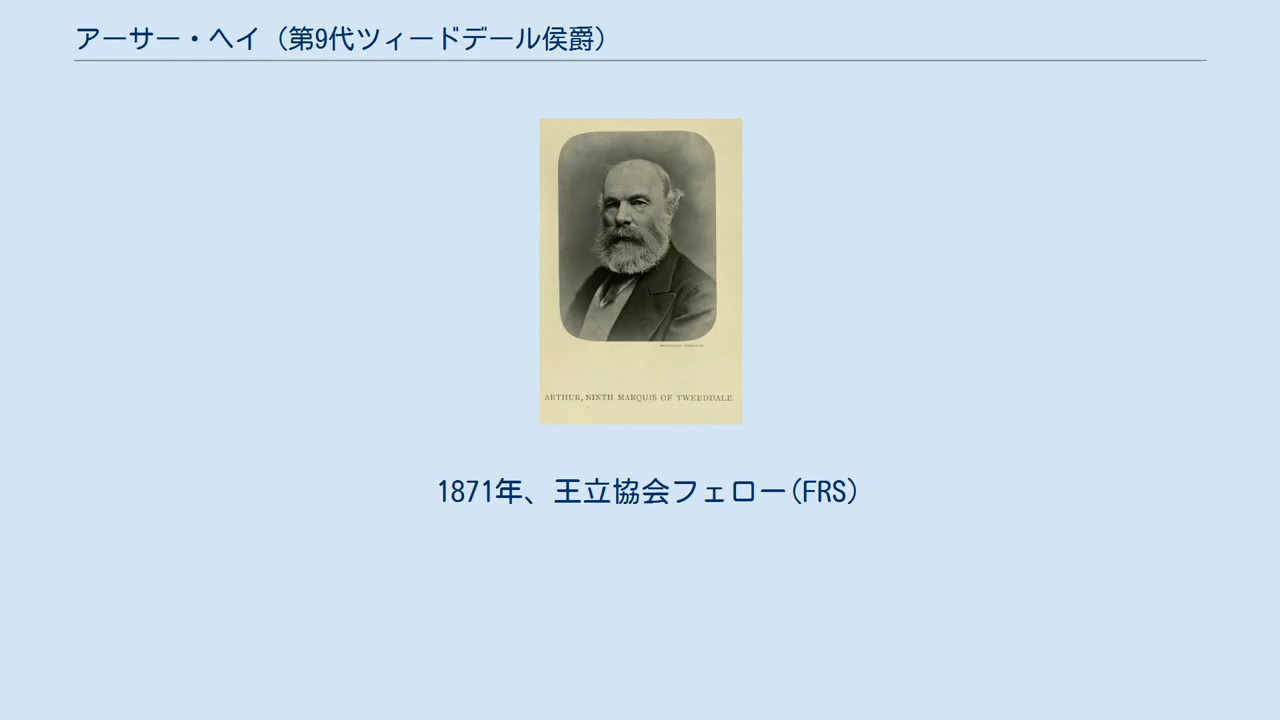 アーサー・ヘイ (第9代ツィードデール侯爵)
ARTHUR, NINTH MARQUIS OF TWEEDDALE
1871年、王立協会フェロー(FRS)